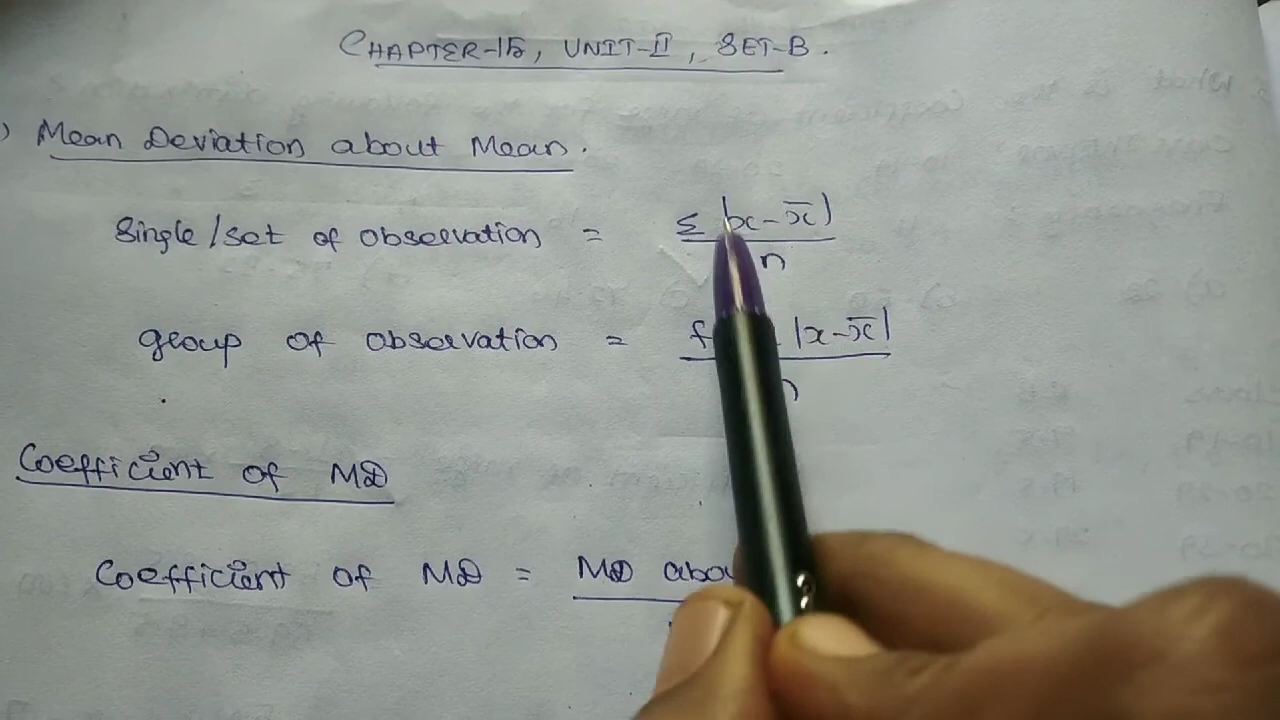 CHAPTER-15, UNIT-II, SET-B.
) Mean Deviation about Mean.
Single/set of observation = Σ |x-x̄|
n
group of observation = f |x-x̄|
n
Coefficient of MD
Coefficient of MD = MD